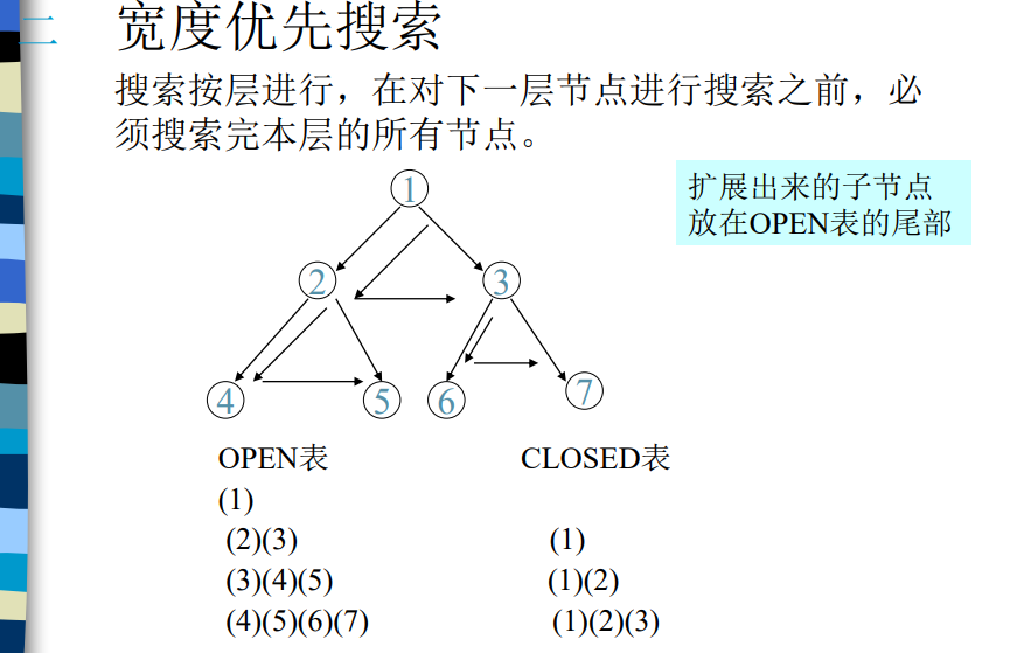 二 宽度优先搜索
搜索按层进行，在对下一层节点进行搜索之前，必
须搜索完本层的所有节点。
扩展出来的子节点
放在OPEN表的尾部
1
2
3
4
5
6
7
OPEN表 CLOSED表
(1)
(2)(3) (1)
(3)(4)(5) (1)(2)
(4)(5)(6)(7) (1)(2)(3)